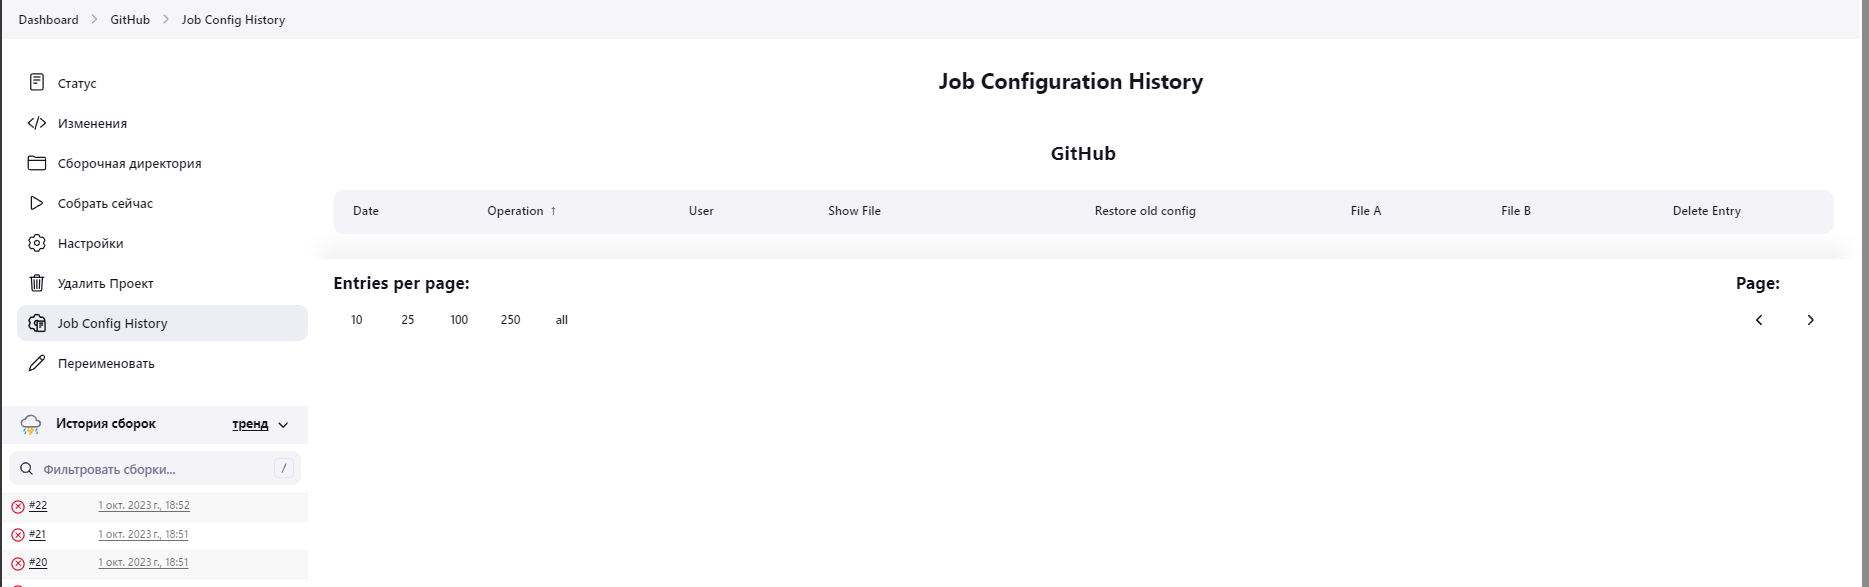 Dashboard > GitHub > Job Config History
Статус
Изменения
Сборочная директория
Собрать сейчас
Настройки
Удалить Проект
Job Config History
Переименовать
История сборок тренд
Фильтровать сборки... /
#22 1 окт. 2023 г., 18:52
#21 1 окт. 2023 г., 18:51
#20 1 окт. 2023 г., 18:51
Job Configuration History
GitHub
Date Operation ↑ User Show File Restore old config File A File B Delete Entry
Entries per page: Page:
10 25 100 250 all